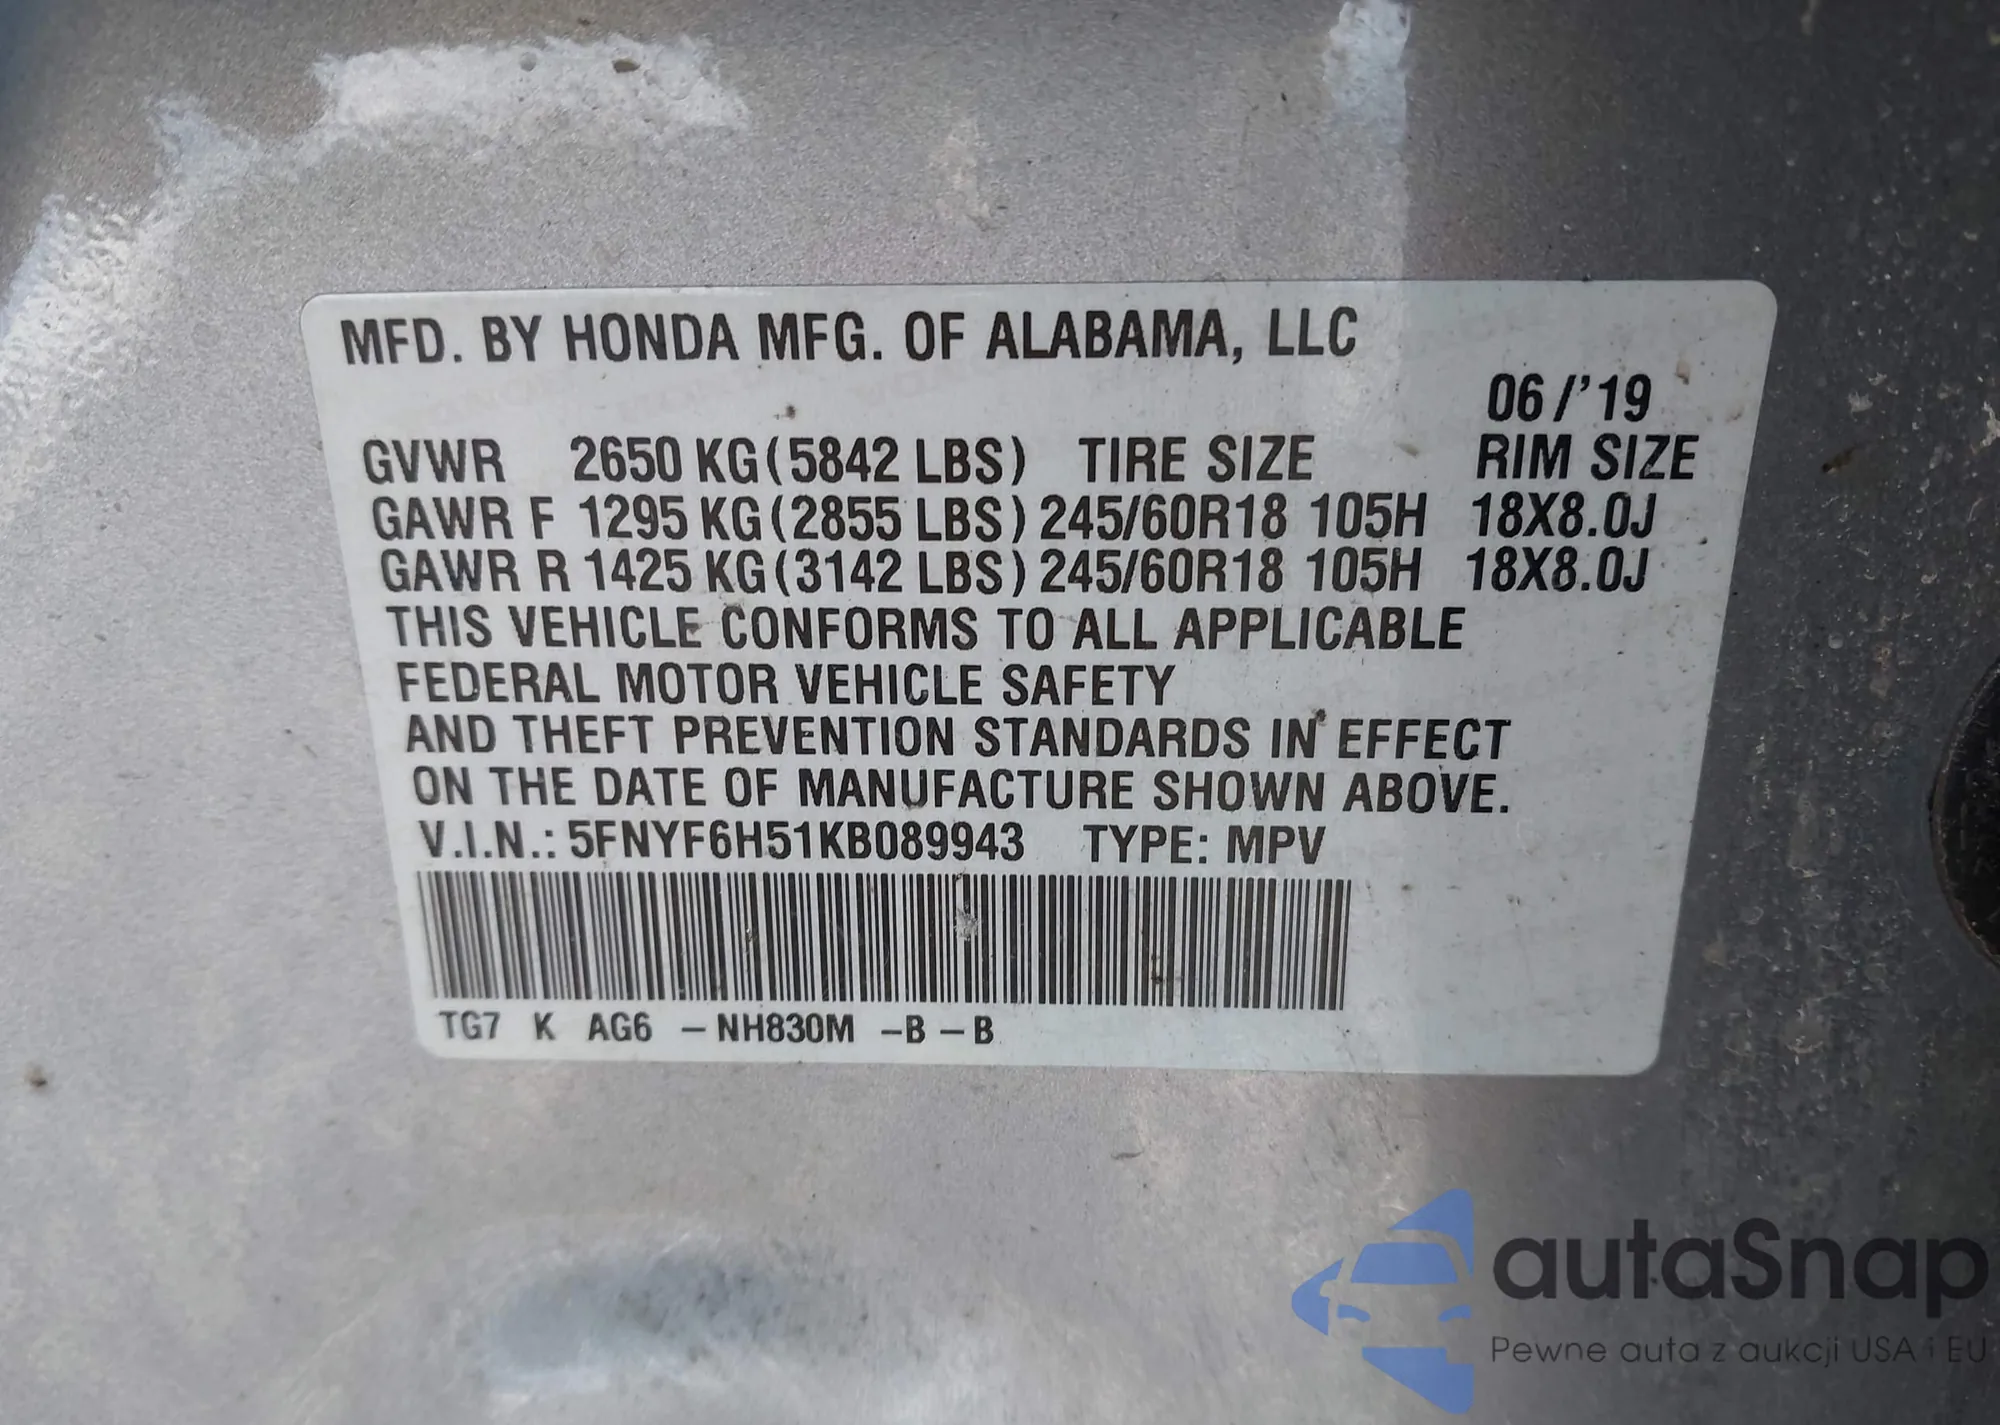 MFD. BY HONDA MFG. OF ALABAMA, LLC
06/'19
GVWR 2650 KG(5842 LBS) TIRE SIZE RIM SIZE
GAWR F 1295 KG(2855 LBS) 245/60R18 105H 18X8.0J
GAWR R 1425 KG(3142 LBS) 245/60R18 105H 18X8.0J
THIS VEHICLE CONFORMS TO ALL APPLICABLE
FEDERAL MOTOR VEHICLE SAFETY
AND THEFT PREVENTION STANDARDS IN EFFECT
ON THE DATE OF MANUFACTURE SHOWN ABOVE.
V.I.N.: 5FNYF6H51KB089943 TYPE: MPV
TG7 K AG6 -NH830M -B-B
autaSnap
Pewne auta z aukcji USA i EU